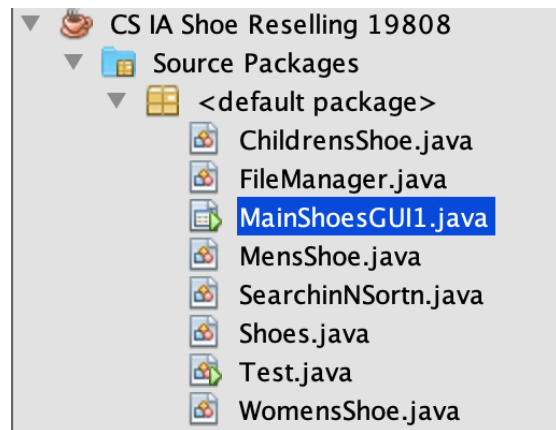 CS IA Shoe Reselling 19808
Source Packages
<default package>
ChildrensShoe.java
FileManager.java
MainShoesGUI1.java
MensShoe.java
SearchinNSortn.java
Shoes.java
Test.java
WomensShoe.java